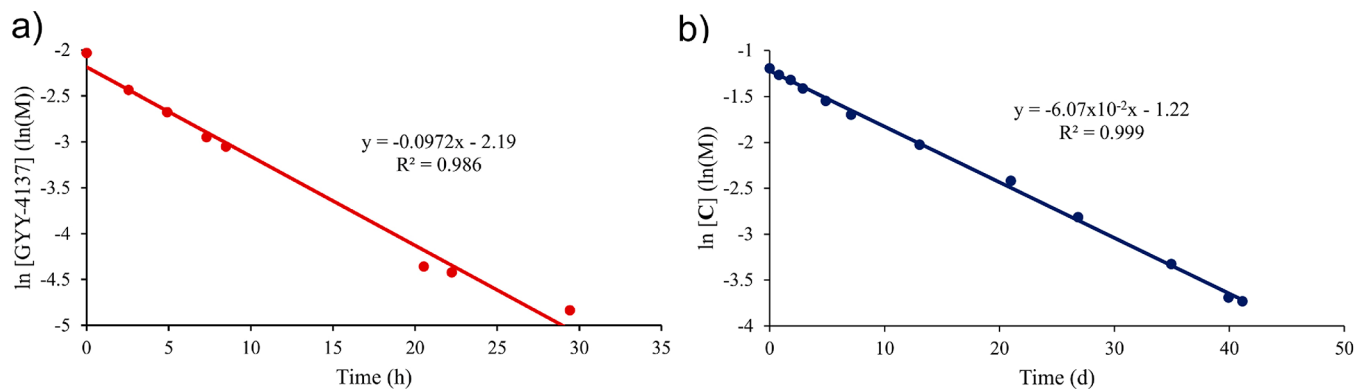 a)
-2
-2.5
-3
-3.5
-4
-4.5
-5
ln [GYY-4137] (ln(M))
y = -0.0972x - 2.19
R² = 0.986
0 5 10 15 20 25 30 35
Time (h)
b)
-1
-1.5
-2
-2.5
-3
-3.5
-4
ln [C] (ln(M))
y = -6.07x10⁻²x - 1.22
R² = 0.999
0 10 20 30 40 50
Time (d)